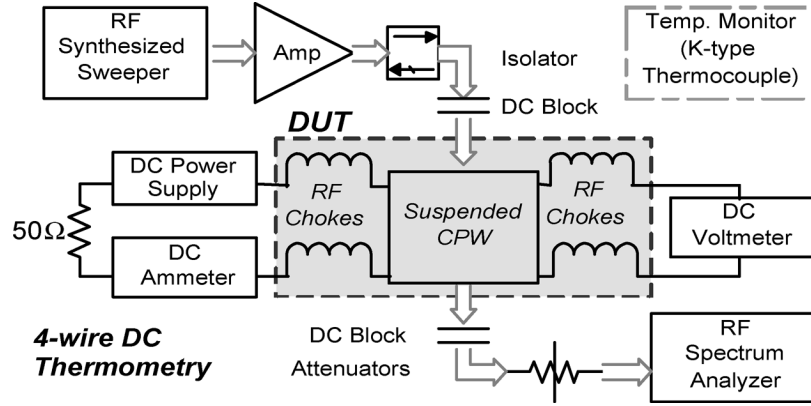 RF
Synthesized
Sweeper
Amp
Isolator
Temp. Monitor
(K-type
Thermocouple)
DC Block
DUT
DC Power
Supply
RF
Chokes
Suspended
CPW
RF
Chokes
50Ω
DC
Ammeter
DC
Voltmeter
4-wire DC
Thermometry
DC Block
Attenuators
RF
Spectrum
Analyzer